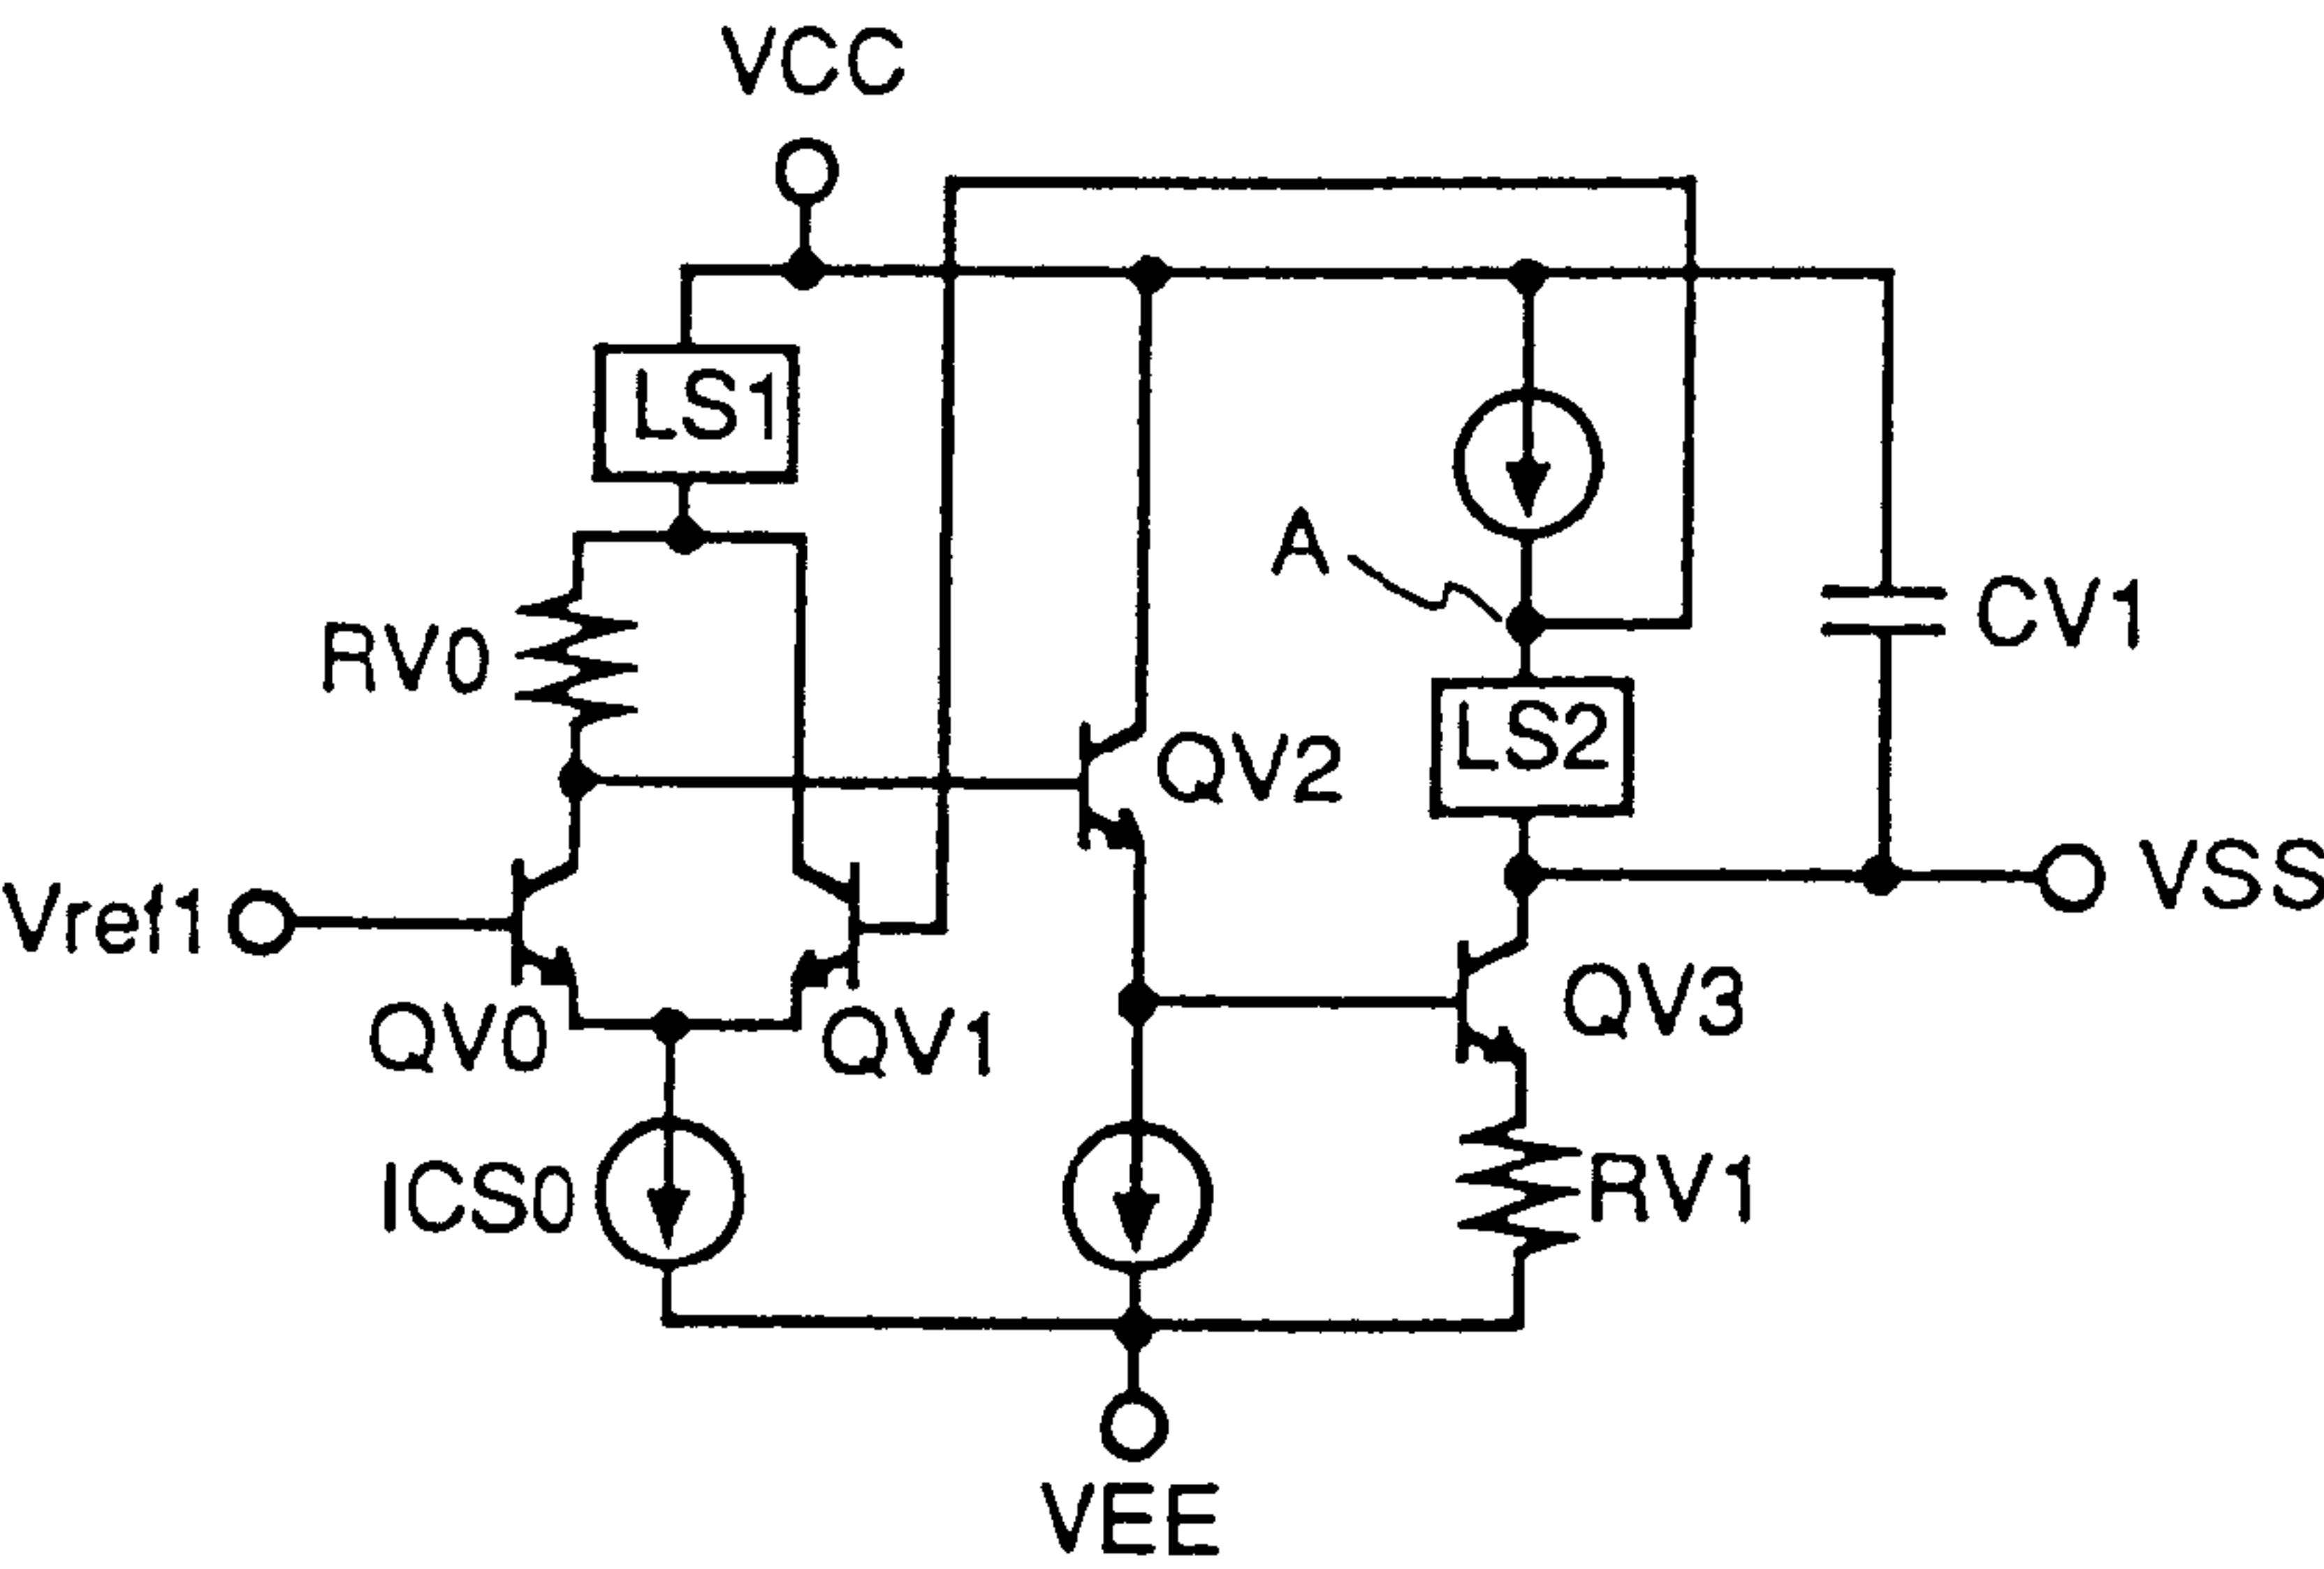 VCC
LS1
A
RV0
CV1
LS2
QV2
Vref1
VSS
QV3
QV0
QV1
ICS0
RV1
VEE